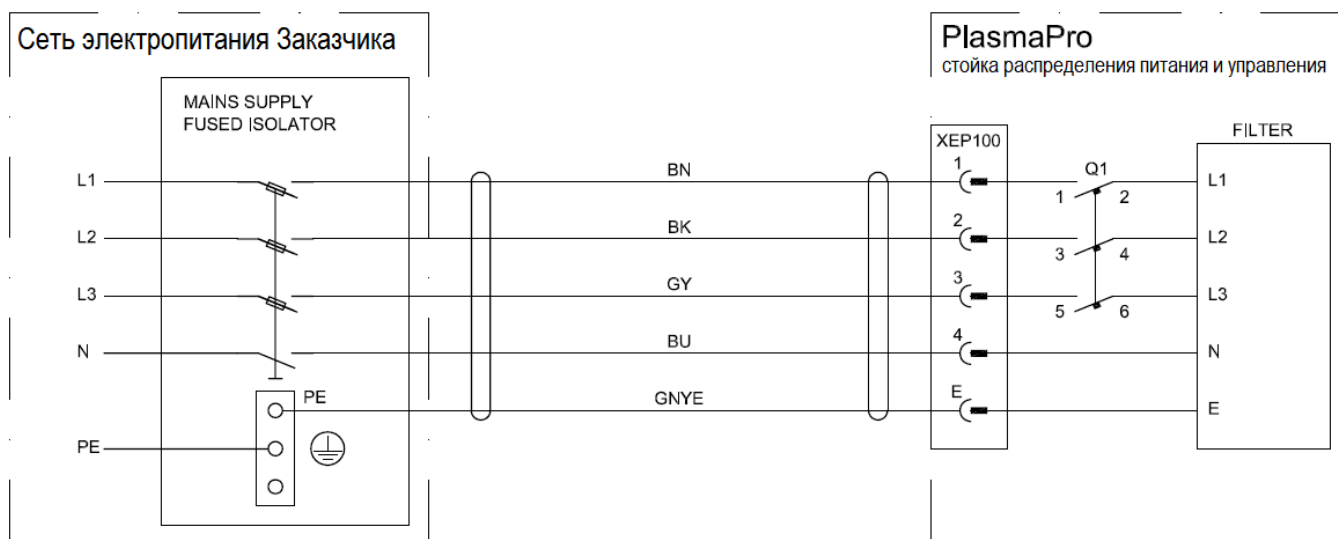 Сеть электропитания Заказчика
PlasmaPro
стойка распределения питания и управления
MAINS SUPPLY
FUSED ISOLATOR
XEP100
FILTER
L1
BN
1
Q1
1
2
L1
L2
BK
2
3
4
L2
L3
GY
3
5
6
L3
N
BU
4
N
PE
GNYE
E
E
PE